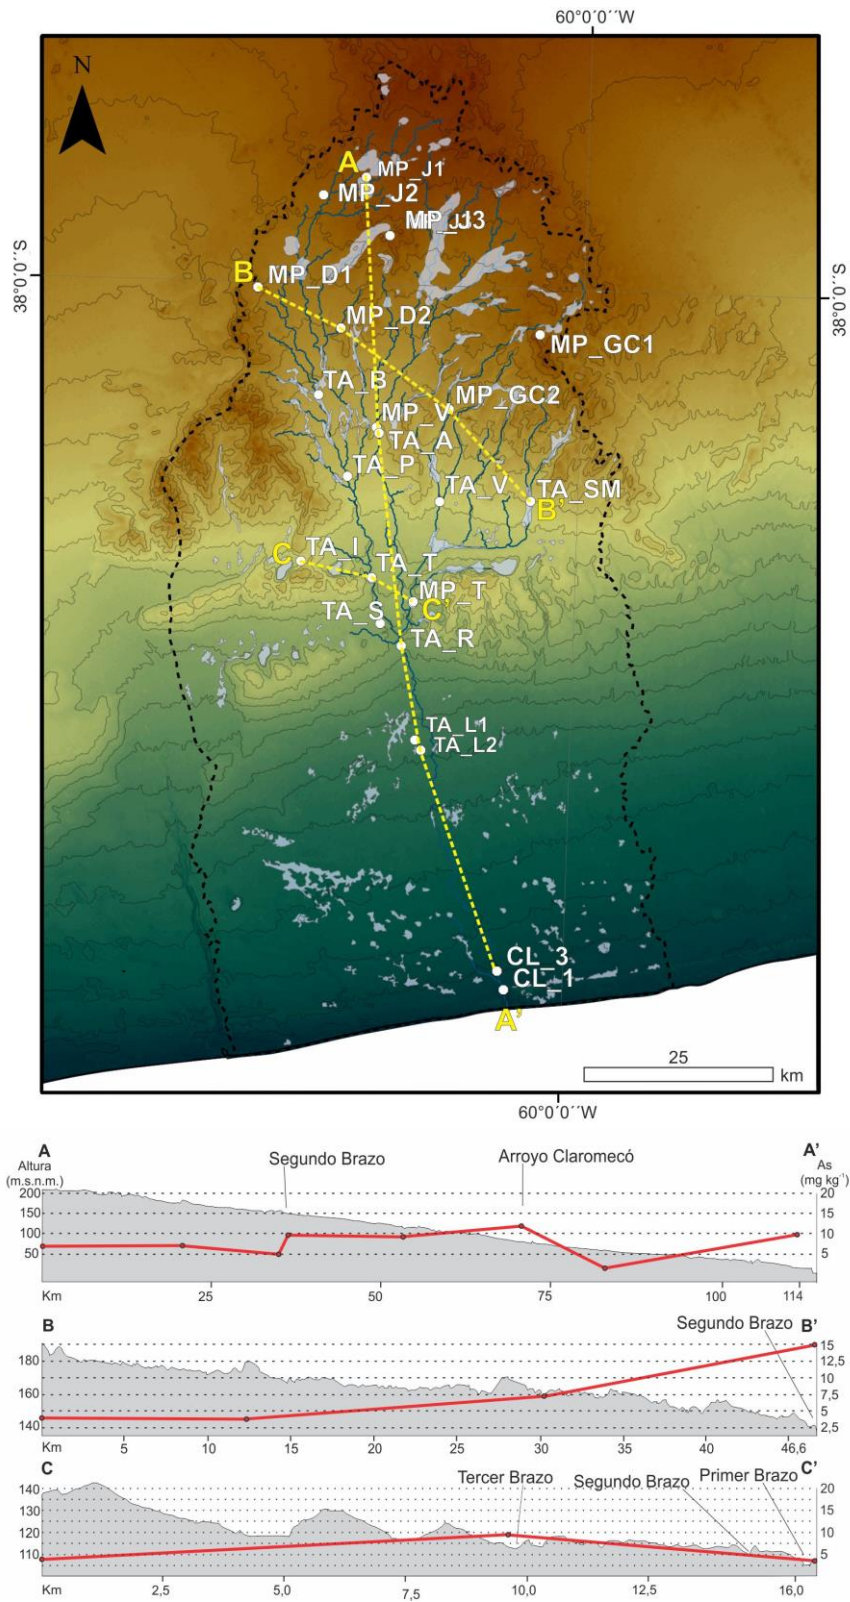 60°0´0´´W
N
A
MP_J1
MP_J2
MP_J3
38°0´0´´S
38°0´0´´S
B
MP_D1
MP_D2
MP_GC1
TA_B
MP_GC2
MP_V
TA_A
TA_P
TA_V
TA_SM
B'
C
TA_I
TA_T
MP_T
C'
TA_S
TA_R
TA_L1
TA_L2
CL_3
CL_1
A'
25
km
60°0´0´´W
A
Altura
(m.s.n.m.)
Segundo Brazo
Arroyo Claromecó
A'
As
(mg kg⁻¹)
200
150
100
50
20
15
10
5
Km
25
50
75
100
114
B
Segundo Brazo
B'
180
160
140
15
12,5
10
7,5
5
2,5
Km
5
10
15
20
25
30
35
40
46,6
C
Tercer Brazo
Segundo Brazo
Primer Brazo
C'
140
130
120
110
20
15
10
5
Km
2,5
5,0
7,5
10,0
12,5
16,0